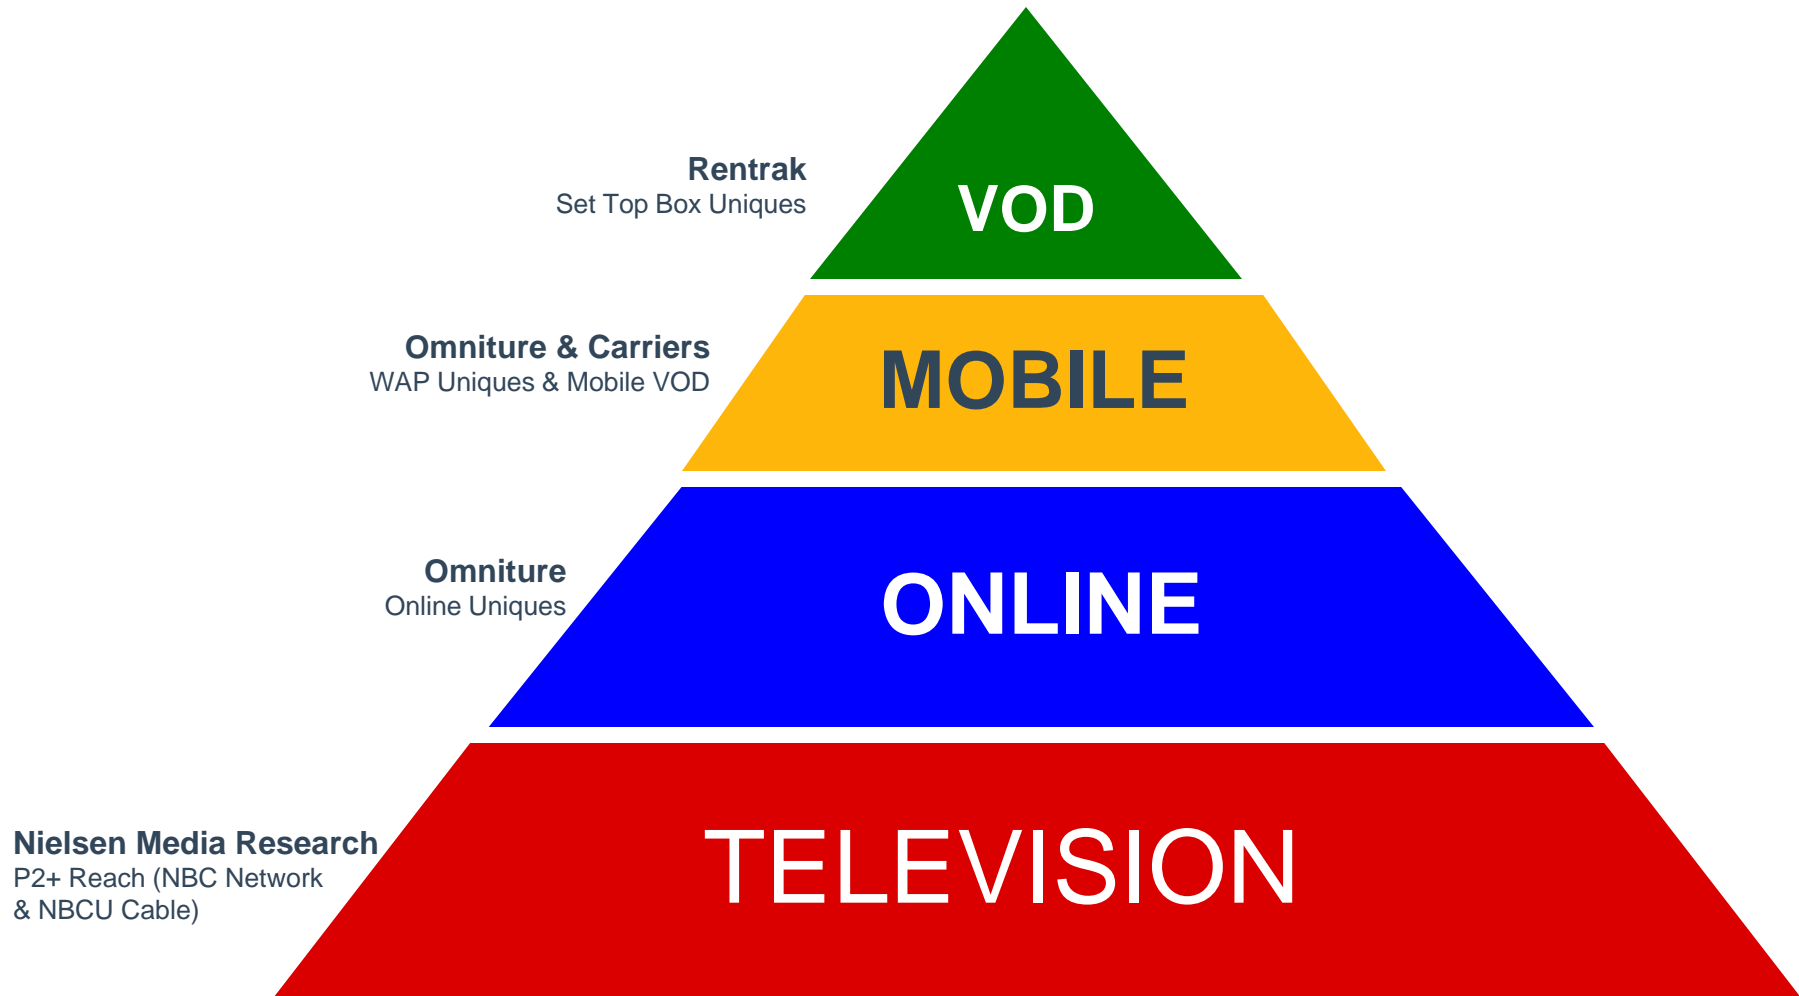 Rentrak
Set Top Box Uniques
VOD
Omniture & Carriers
WAP Uniques & Mobile VOD
MOBILE
Omniture
Online Uniques
ONLINE
Nielsen Media Research
P2+ Reach (NBC Network
& NBCU Cable)
TELEVISION